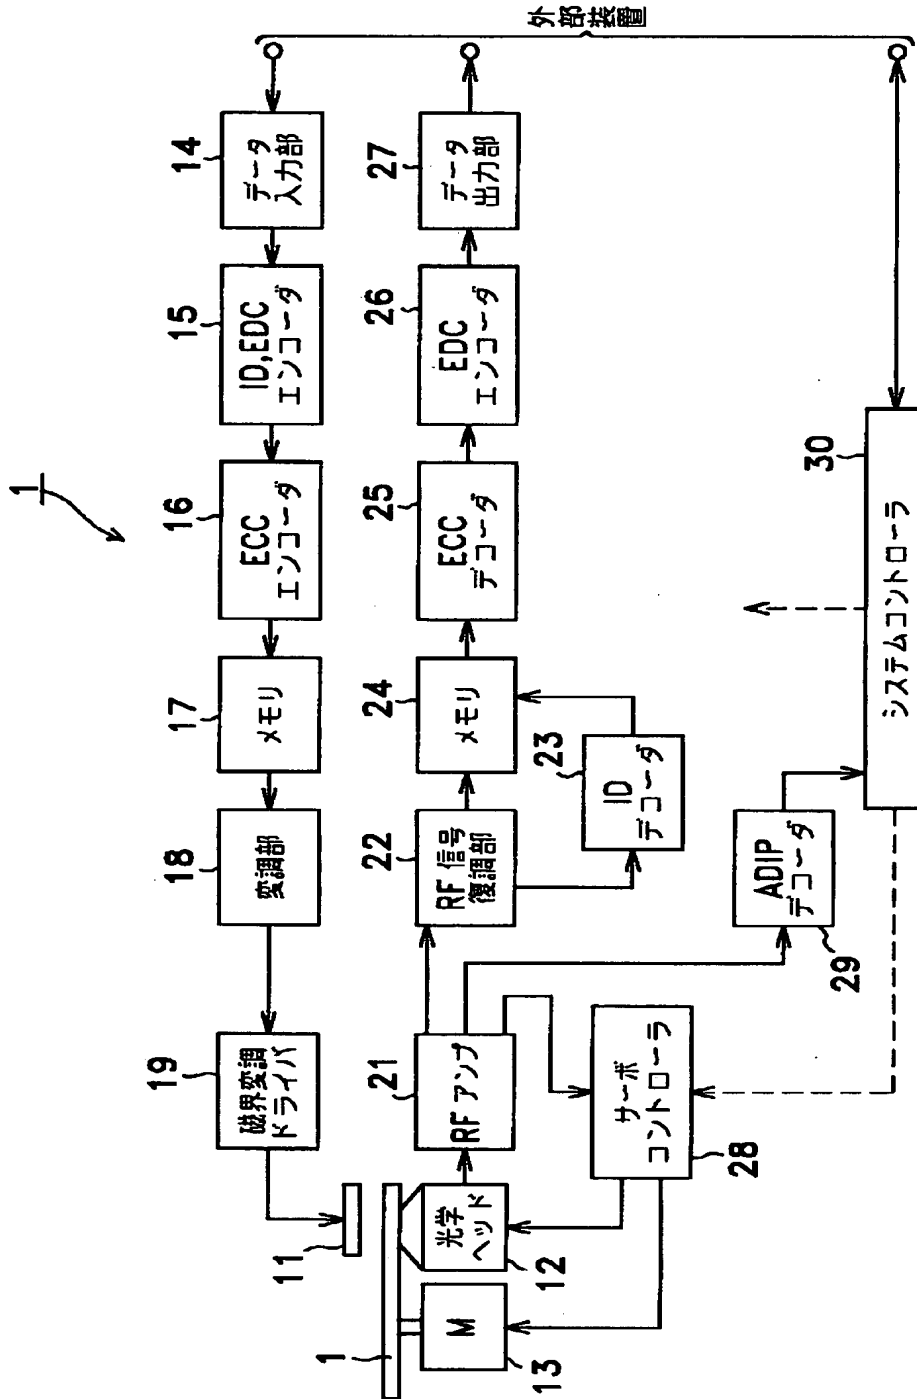 1
外部装置
14
データ
入力部
15
ID,EDC
エンコーダ
16
ECC
エンコーダ
17
メモリ
18
変調部
19
磁界変調
ドライバ
11
27
データ
出力部
26
EDC
エンコーダ
25
ECC
デコーダ
24
メモリ
23
ID
デコーダ
22
RF信号
復調部
21
RFアンプ
12
光学
ヘッド
1
13
M
28
サーボ
コントローラ
29
ADIP
デコーダ
30
システムコントローラ